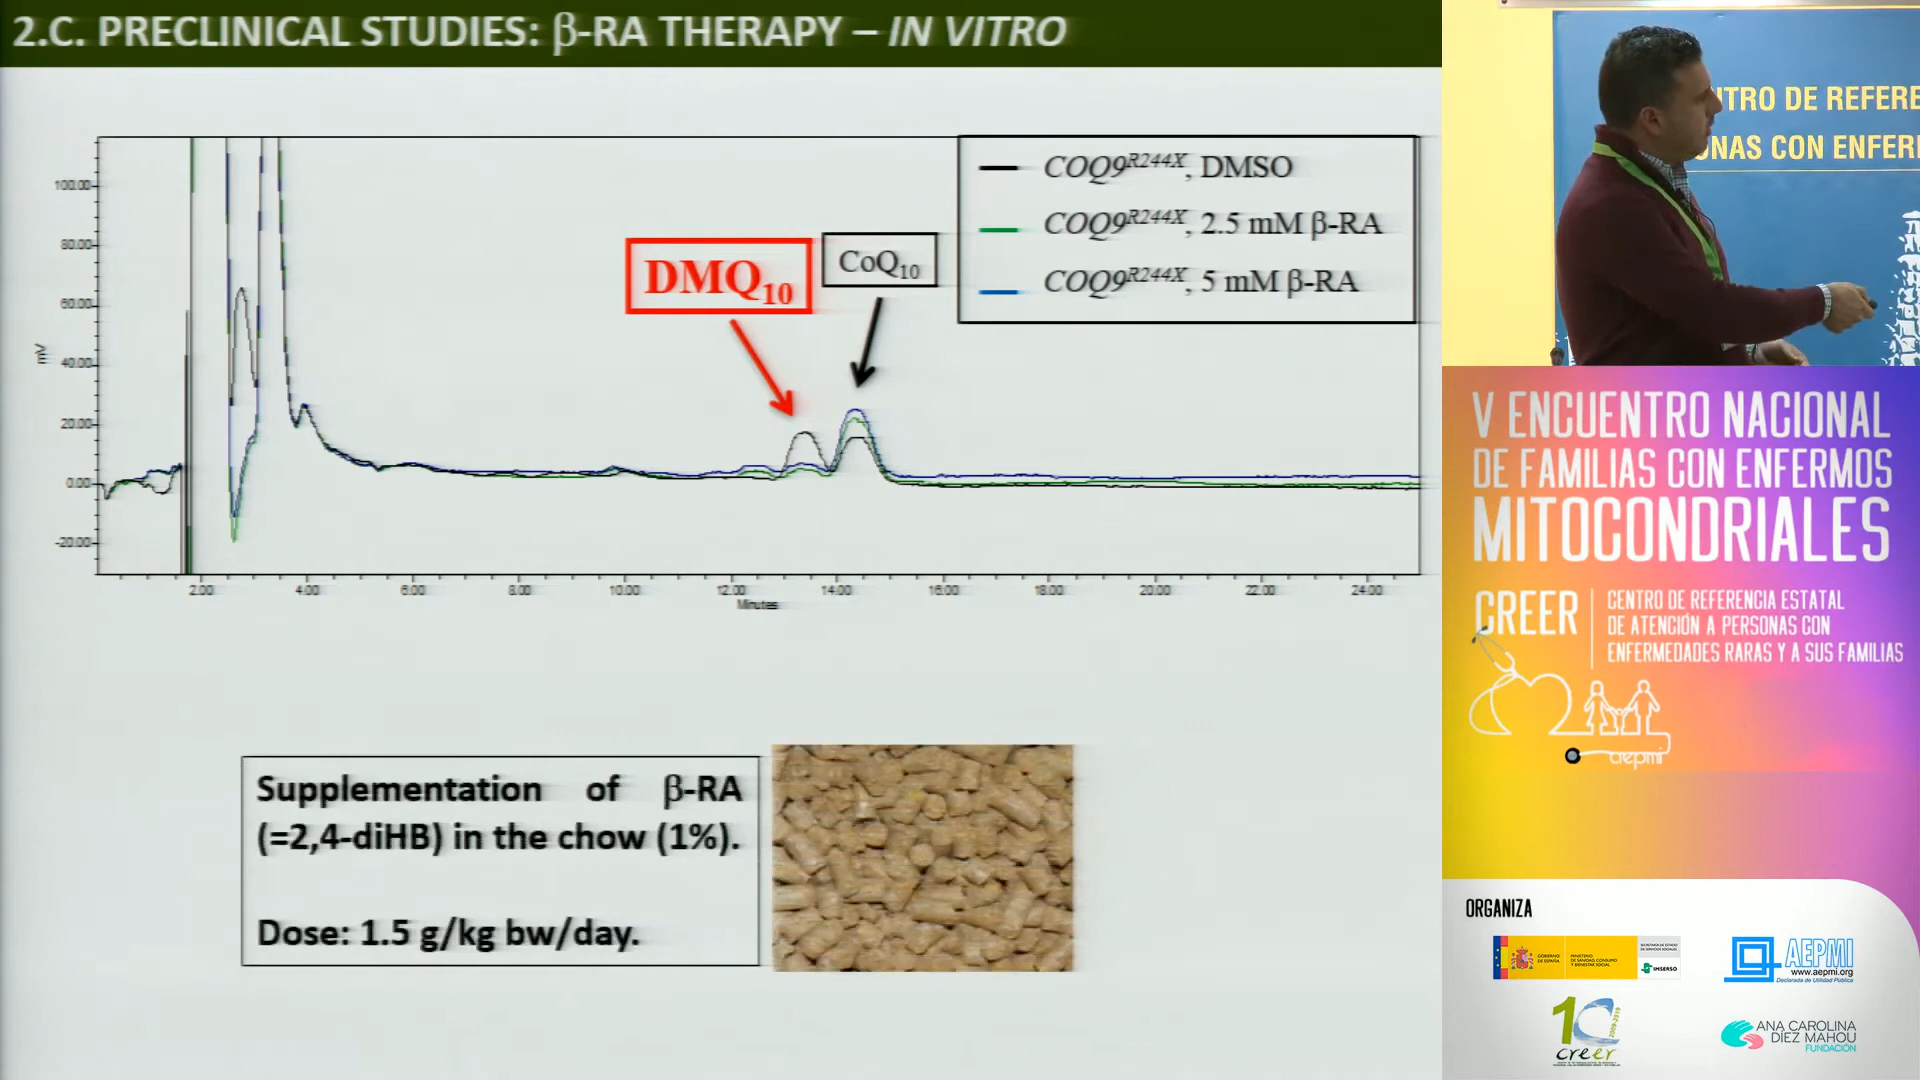 2.C. PRECLINICAL STUDIES: β-RA THERAPY – IN VITRO
100.00
80.00
60.00
40.00
20.00
0.00
-20.00
mV
2.00
4.00
6.00
8.00
10.00
12.00
14.00
16.00
18.00
20.00
22.00
24.00
Minutes
DMQ10
CoQ10
COQ9R244X, DMSO
COQ9R244X, 2.5 mM β-RA
COQ9R244X, 5 mM β-RA
Supplementation of β-RA
(=2,4-diHB) in the chow (1%).
Dose: 1.5 g/kg bw/day.
NTRO DE REFERE
ONAS CON ENFER
V ENCUENTRO NACIONAL
DE FAMILIAS CON ENFERMOS
MITOCONDRIALES
CREER
CENTRO DE REFERENCIA ESTATAL
DE ATENCIÓN A PERSONAS CON
ENFERMEDADES RARAS Y A SUS FAMILIAS
aepmi
ORGANIZA
GOBIERNO
DE ESPAÑA
MINISTERIO
DE SANIDAD, CONSUMO
Y BIENESTAR SOCIAL
SECRETARÍA DE ESTADO
DE SERVICIOS SOCIALES
IMSERSO
AEPMI
www.aepmi.org
Declarada de Utilidad Pública
10
2009-2019
creer
ANA CAROLINA
DÍEZ MAHOU
FUNDACIÓN